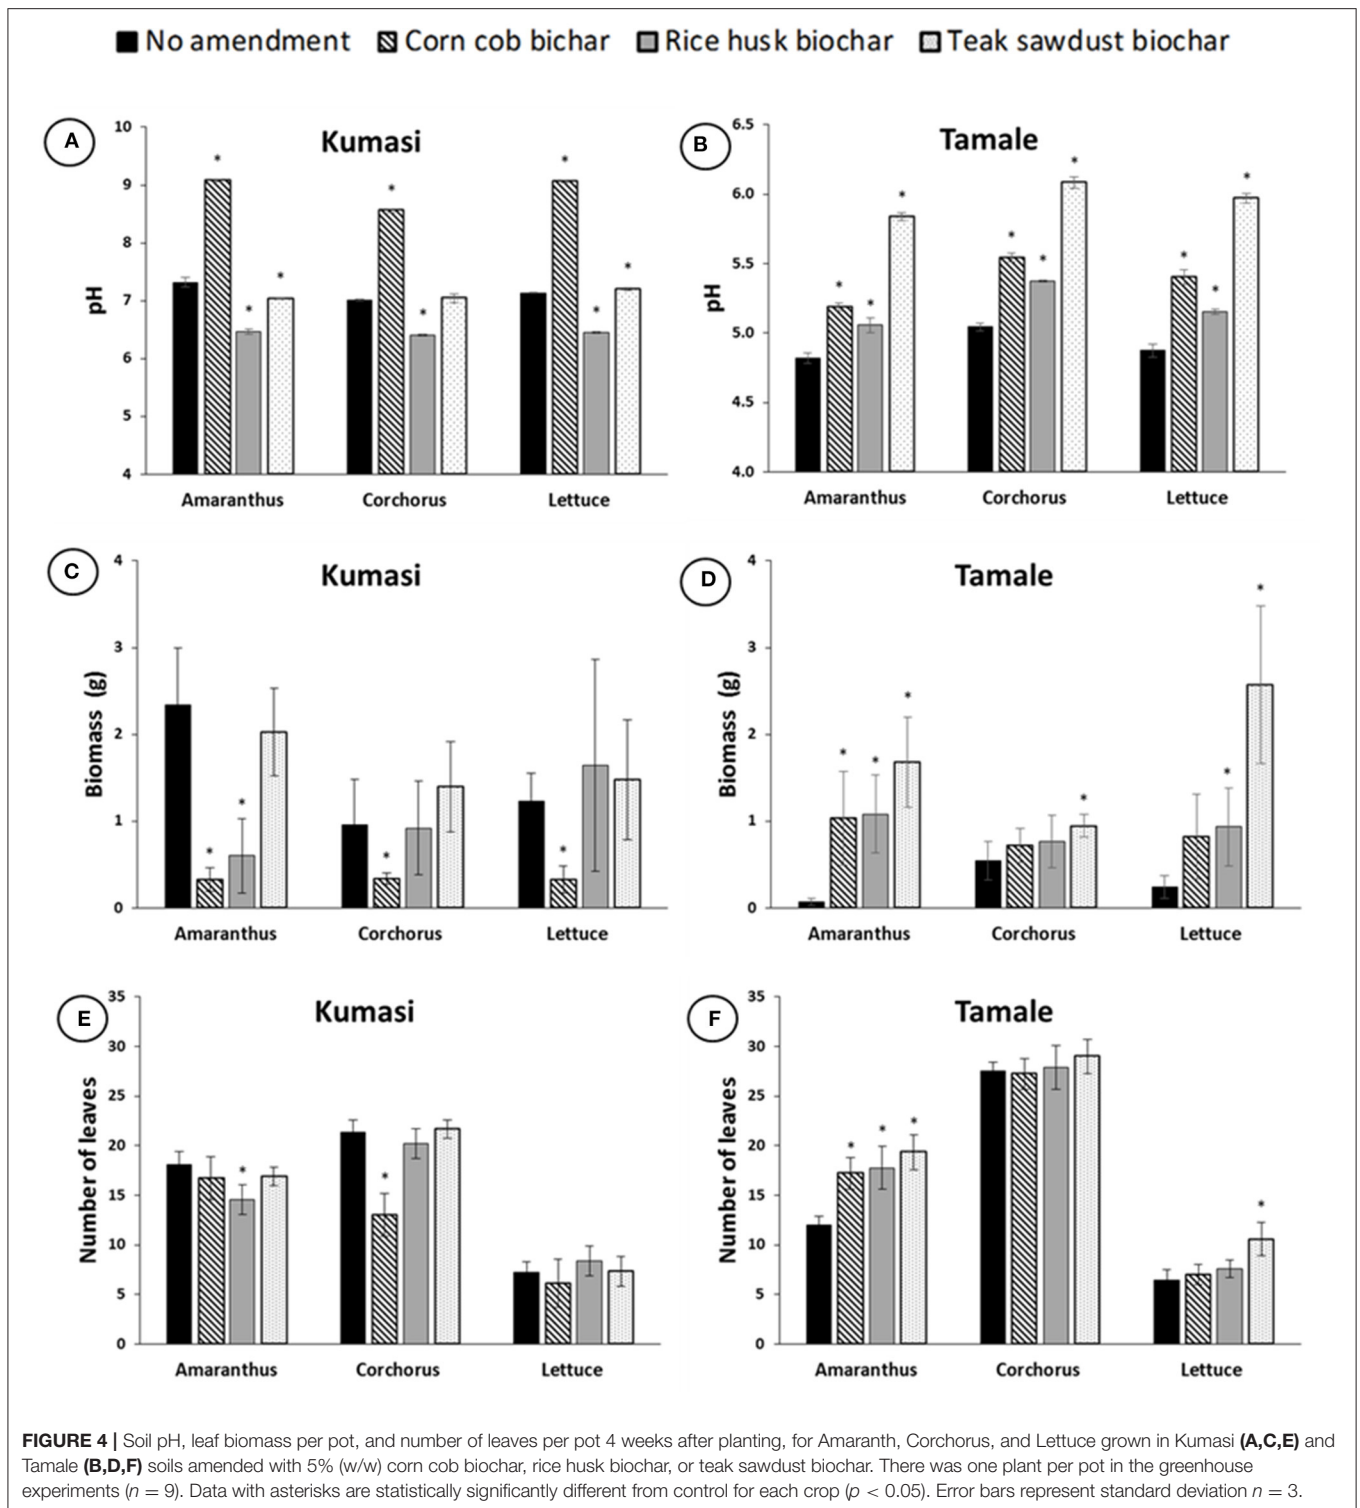 No amendment Corn cob bichar Rice husk biochar Teak sawdust biochar
A
Kumasi
pH
10
9
8
7
6
5
4
* * * * * * * *
Amaranthus Corchorus Lettuce
B
Tamale
pH
6.5
6.0
5.5
5.0
4.5
4.0
* * * * * * * * *
Amaranthus Corchorus Lettuce
C
Kumasi
Biomass (g)
4
3
2
1
0
* * * *
Amaranthus Corchorus Lettuce
D
Tamale
Biomass (g)
4
3
2
1
0
* * * * * *
Amaranthus Corchorus Lettuce
E
Kumasi
Number of leaves
35
30
25
20
15
10
5
0
* *
Amaranthus Corchorus Lettuce
F
Tamale
Number of leaves
35
30
25
20
15
10
5
0
* * * *
Amaranthus Corchorus Lettuce
FIGURE 4 | Soil pH, leaf biomass per pot, and number of leaves per pot 4 weeks after planting, for Amaranth, Corchorus, and Lettuce grown in Kumasi (A,C,E) and
Tamale (B,D,F) soils amended with 5% (w/w) corn cob biochar, rice husk biochar, or teak sawdust biochar. There was one plant per pot in the greenhouse
experiments (n = 9). Data with asterisks are statistically significantly different from control for each crop (p < 0.05). Error bars represent standard deviation n = 3.